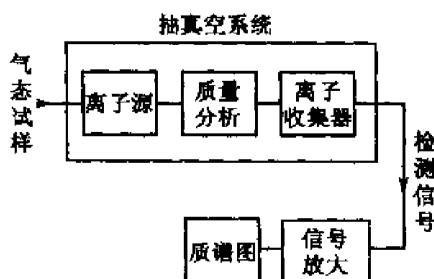 抽真空系统
气态试样
离子源
质量
分析
离子
收集器
检测信号
质谱图
信号
放大